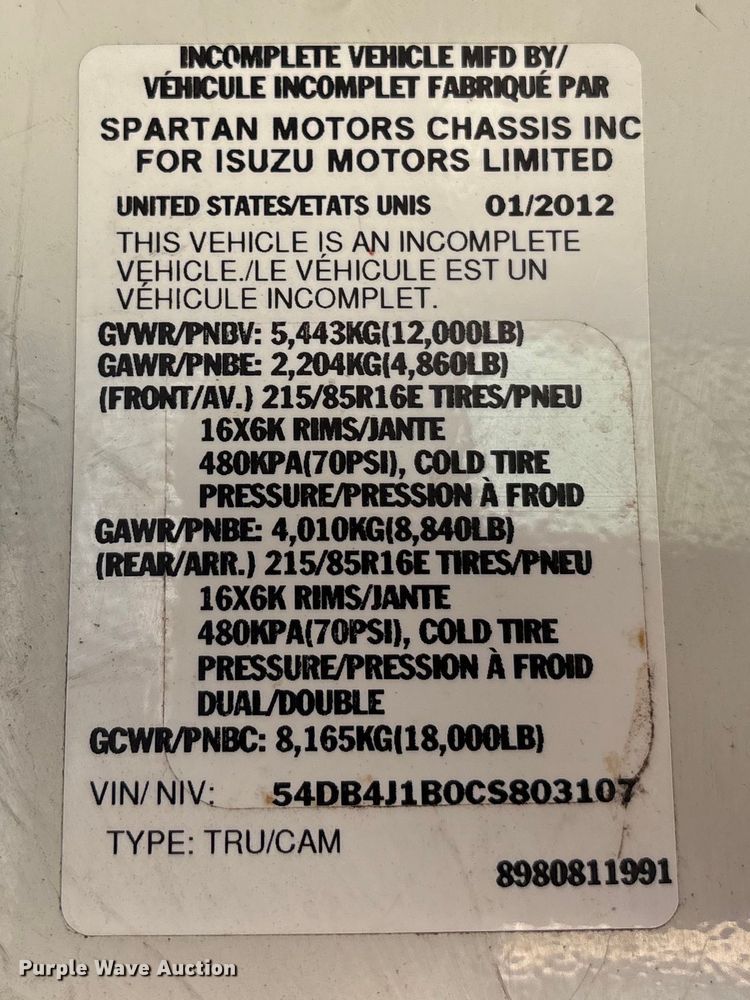 INCOMPLETE VEHICLE MFD BY/
VÉHICULE INCOMPLET FABRIQUÉ PAR
SPARTAN MOTORS CHASSIS INC
FOR ISUZU MOTORS LIMITED
UNITED STATES/ETATS UNIS 01/2012
THIS VEHICLE IS AN INCOMPLETE
VEHICLE./LE VÉHICULE EST UN
VÉHICULE INCOMPLET.
GVWR/PNBV: 5,443KG(12,000LB)
GAWR/PNBE: 2,204KG(4,860LB)
(FRONT/AV.) 215/85R16E TIRES/PNEU
16X6K RIMS/JANTE
480KPA(70PSI), COLD TIRE
PRESSURE/PRESSION À FROID
GAWR/PNBE: 4,010KG(8,840LB)
(REAR/ARR.) 215/85R16E TIRES/PNEU
16X6K RIMS/JANTE
480KPA(70PSI), COLD TIRE
PRESSURE/PRESSION À FROID
DUAL/DOUBLE
GCWR/PNBC: 8,165KG(18,000LB)
VIN/ NIV: 54DB4J1B0CS803107
TYPE: TRU/CAM
8980811991
Purple Wave Auction